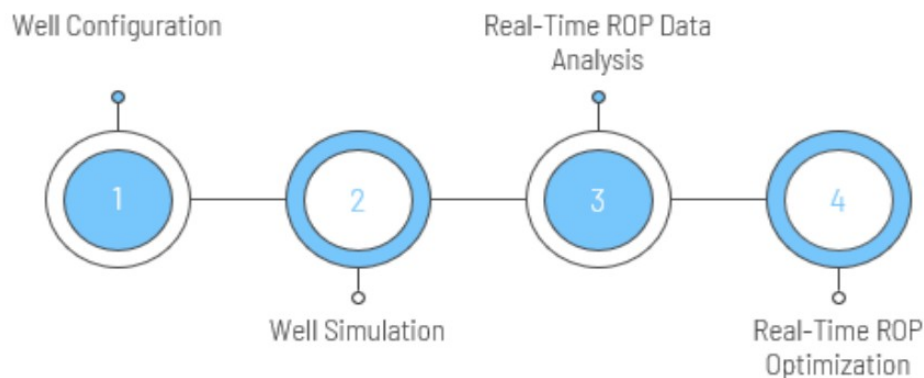 Well Configuration
Real-Time ROP Data
Analysis
1
2
3
4
Well Simulation
Real-Time ROP
Optimization